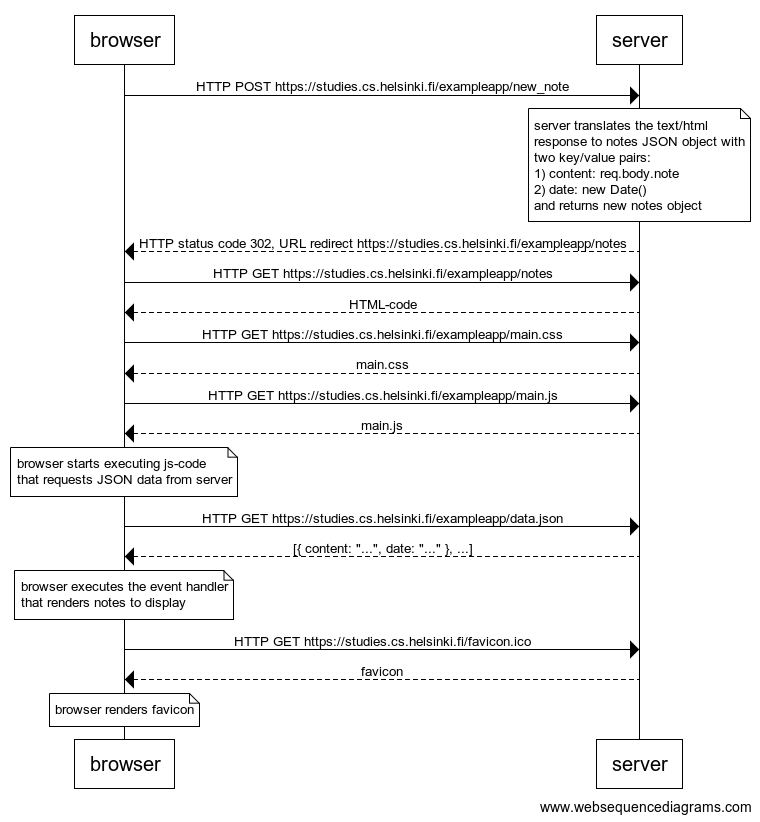 browser
server
HTTP POST https://studies.cs.helsinki.fi/exampleapp/new_note
server translates the text/html
response to notes JSON object with
two key/value pairs:
1) content: req.body.note
2) date: new Date()
and returns new notes object
HTTP status code 302, URL redirect https://studies.cs.helsinki.fi/exampleapp/notes
HTTP GET https://studies.cs.helsinki.fi/exampleapp/notes
HTML-code
HTTP GET https://studies.cs.helsinki.fi/exampleapp/main.css
main.css
HTTP GET https://studies.cs.helsinki.fi/exampleapp/main.js
main.js
browser starts executing js-code
that requests JSON data from server
HTTP GET https://studies.cs.helsinki.fi/exampleapp/data.json
[{ content: "...", date: "..." }, ...]
browser executes the event handler
that renders notes to display
HTTP GET https://studies.cs.helsinki.fi/favicon.ico
favicon
browser renders favicon
browser
server
www.websequencediagrams.com